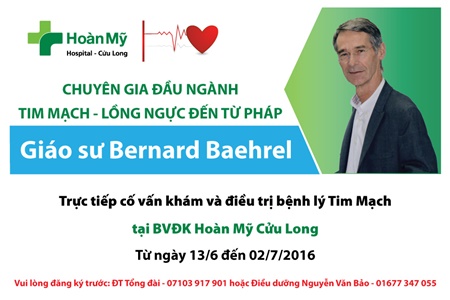 Hoàn Mỹ
Hospital - Cửu Long
CHUYÊN GIA ĐẦU NGÀNH
TIM MẠCH - LỒNG NGỰC ĐẾN TỪ PHÁP
Giáo sư Bernard Baehrel
Trực tiếp cố vấn khám và điều trị bệnh lý Tim Mạch
tại BVĐK Hoàn Mỹ Cửu Long
Từ ngày 13/6 đến 02/7/2016
Vui lòng đăng ký trước: ĐT Tổng đài - 07103 917 901 hoặc Điều dưỡng Nguyễn Văn Bảo - 01677 347 055